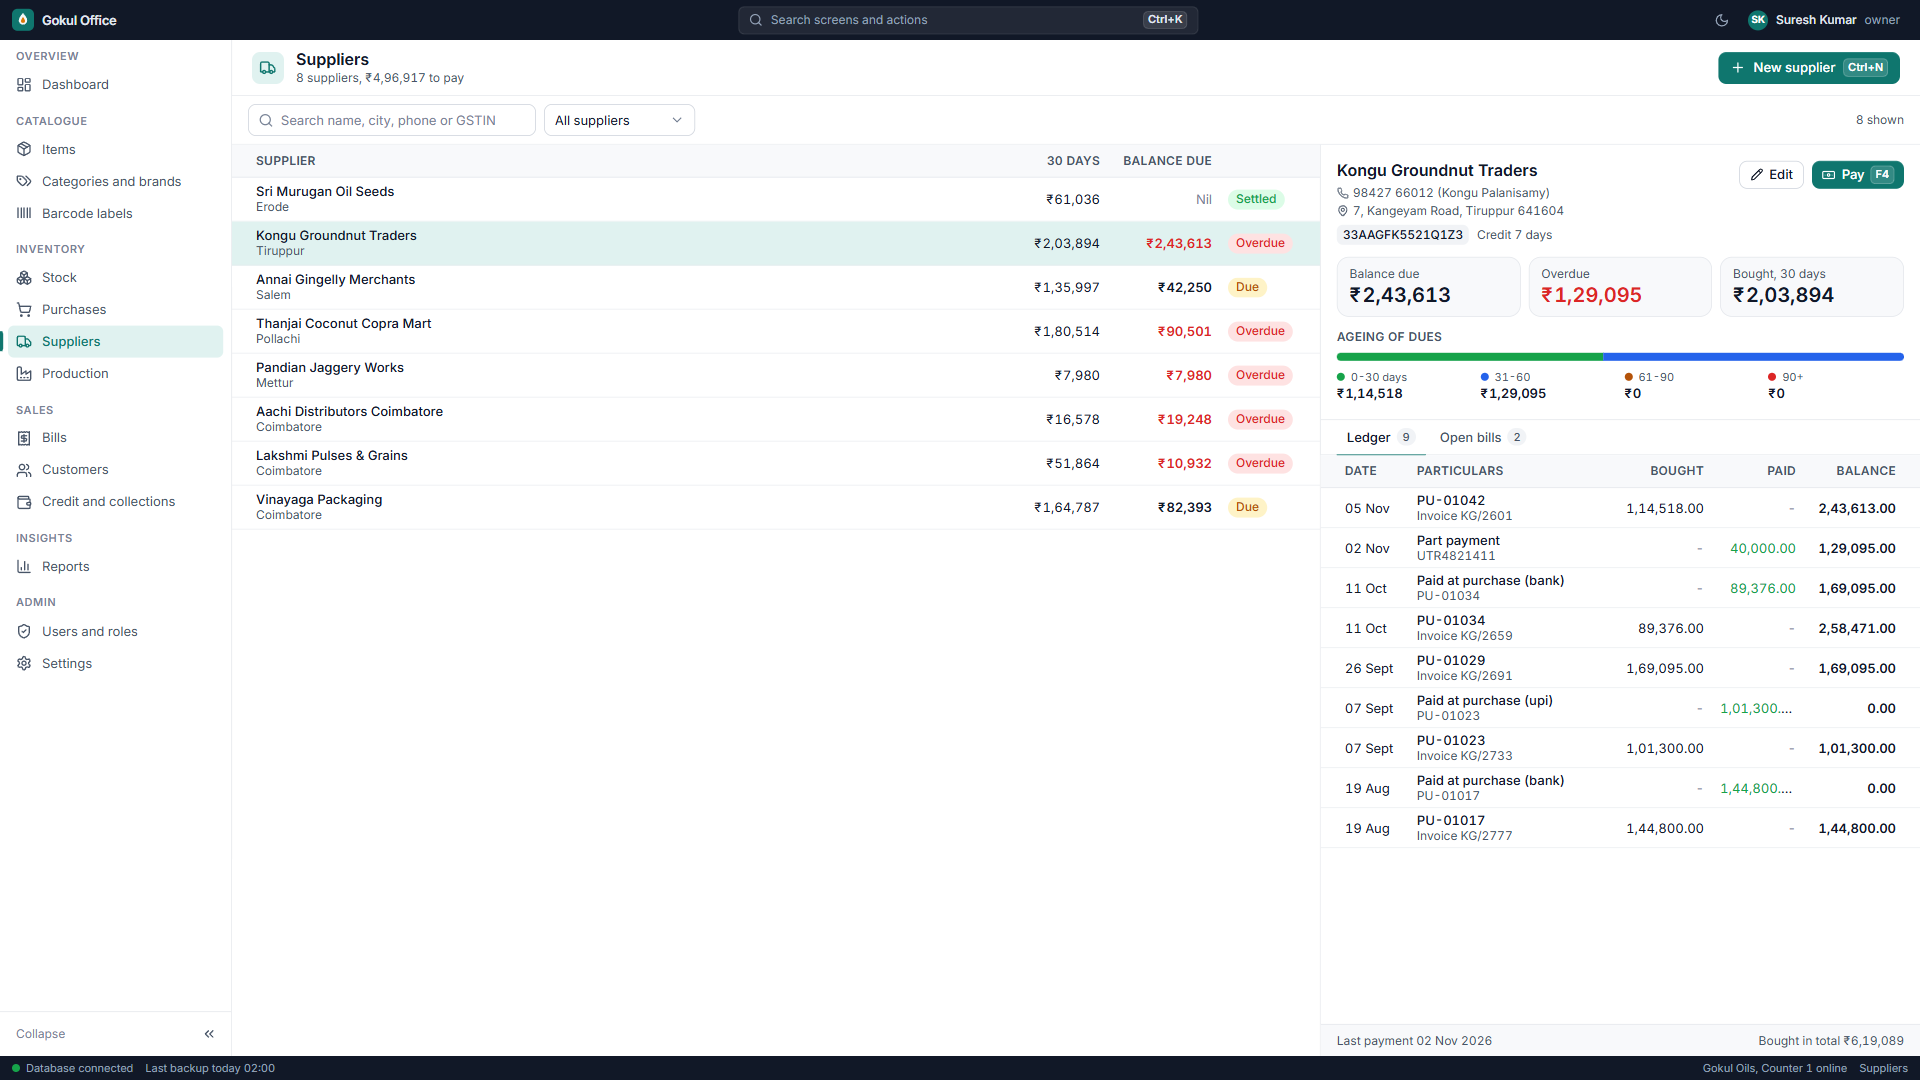 Gokul Office
Search screens and actions
Ctrl+K
SK
Suresh Kumar owner
OVERVIEW
Dashboard
CATALOGUE
Items
Categories and brands
Barcode labels
INVENTORY
Stock
Purchases
Suppliers
Production
SALES
Bills
Customers
Credit and collections
INSIGHTS
Reports
ADMIN
Users and roles
Settings
Collapse
Suppliers
8 suppliers, ₹4,96,917 to pay
New supplier Ctrl+N
Search name, city, phone or GSTIN
All suppliers
8 shown
SUPPLIER 30 DAYS BALANCE DUE
Sri Murugan Oil Seeds
Erode
₹61,036 Nil Settled
Kongu Groundnut Traders
Tiruppur
₹2,03,894 ₹2,43,613 Overdue
Annai Gingelly Merchants
Salem
₹1,35,997 ₹42,250 Due
Thanjai Coconut Copra Mart
Pollachi
₹1,80,514 ₹90,501 Overdue
Pandian Jaggery Works
Mettur
₹7,980 ₹7,980 Overdue
Aachi Distributors Coimbatore
Coimbatore
₹16,578 ₹19,248 Overdue
Lakshmi Pulses & Grains
Coimbatore
₹51,864 ₹10,932 Overdue
Vinayaga Packaging
Coimbatore
₹1,64,787 ₹82,393 Due
Kongu Groundnut Traders
Edit
Pay F4
98427 66012 (Kongu Palanisamy)
7, Kangeyam Road, Tiruppur 641604
33AAGFK5521Q1Z3 Credit 7 days
Balance due
₹2,43,613
Overdue
₹1,29,095
Bought, 30 days
₹2,03,894
AGEING OF DUES
0-30 days
₹1,14,518
31-60
₹1,29,095
61-90
₹0
90+
₹0
Ledger 9
Open bills 2
DATE PARTICULARS BOUGHT PAID BALANCE
05 Nov PU-01042 1,14,518.00 - 2,43,613.00
Invoice KG/2601
02 Nov Part payment - 40,000.00 1,29,095.00
UTR4821411
11 Oct Paid at purchase (bank) - 89,376.00 1,69,095.00
PU-01034
11 Oct PU-01034 89,376.00 - 2,58,471.00
Invoice KG/2659
26 Sept PU-01029 1,69,095.00 - 1,69,095.00
Invoice KG/2691
07 Sept Paid at purchase (upi) - 1,01,300.... 0.00
PU-01023
07 Sept PU-01023 1,01,300.00 - 1,01,300.00
Invoice KG/2733
19 Aug Paid at purchase (bank) - 1,44,800.... 0.00
PU-01017
19 Aug PU-01017 1,44,800.00 - 1,44,800.00
Invoice KG/2777
Last payment 02 Nov 2026
Bought in total ₹6,19,089
Database connected
Last backup today 02:00
Gokul Oils, Counter 1 online
Suppliers